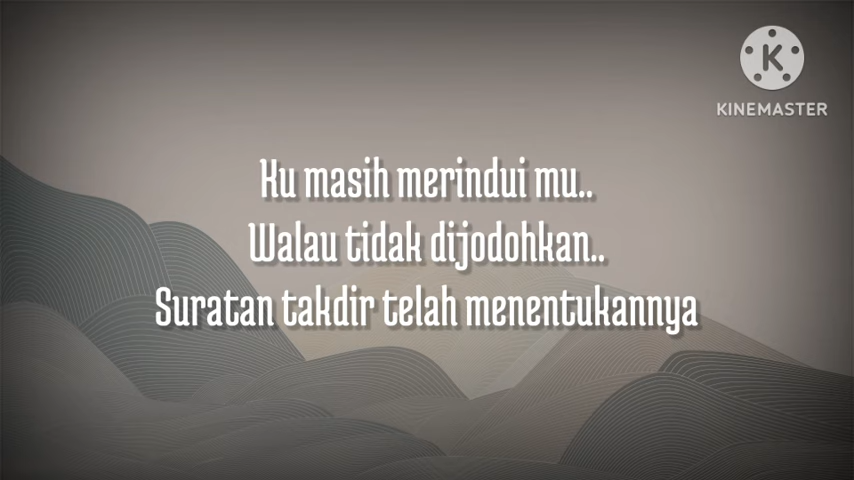 KINEMASTER
Ku masih merindui mu..
Walau tidak dijodohkan..
Suratan takdir telah menentukannya